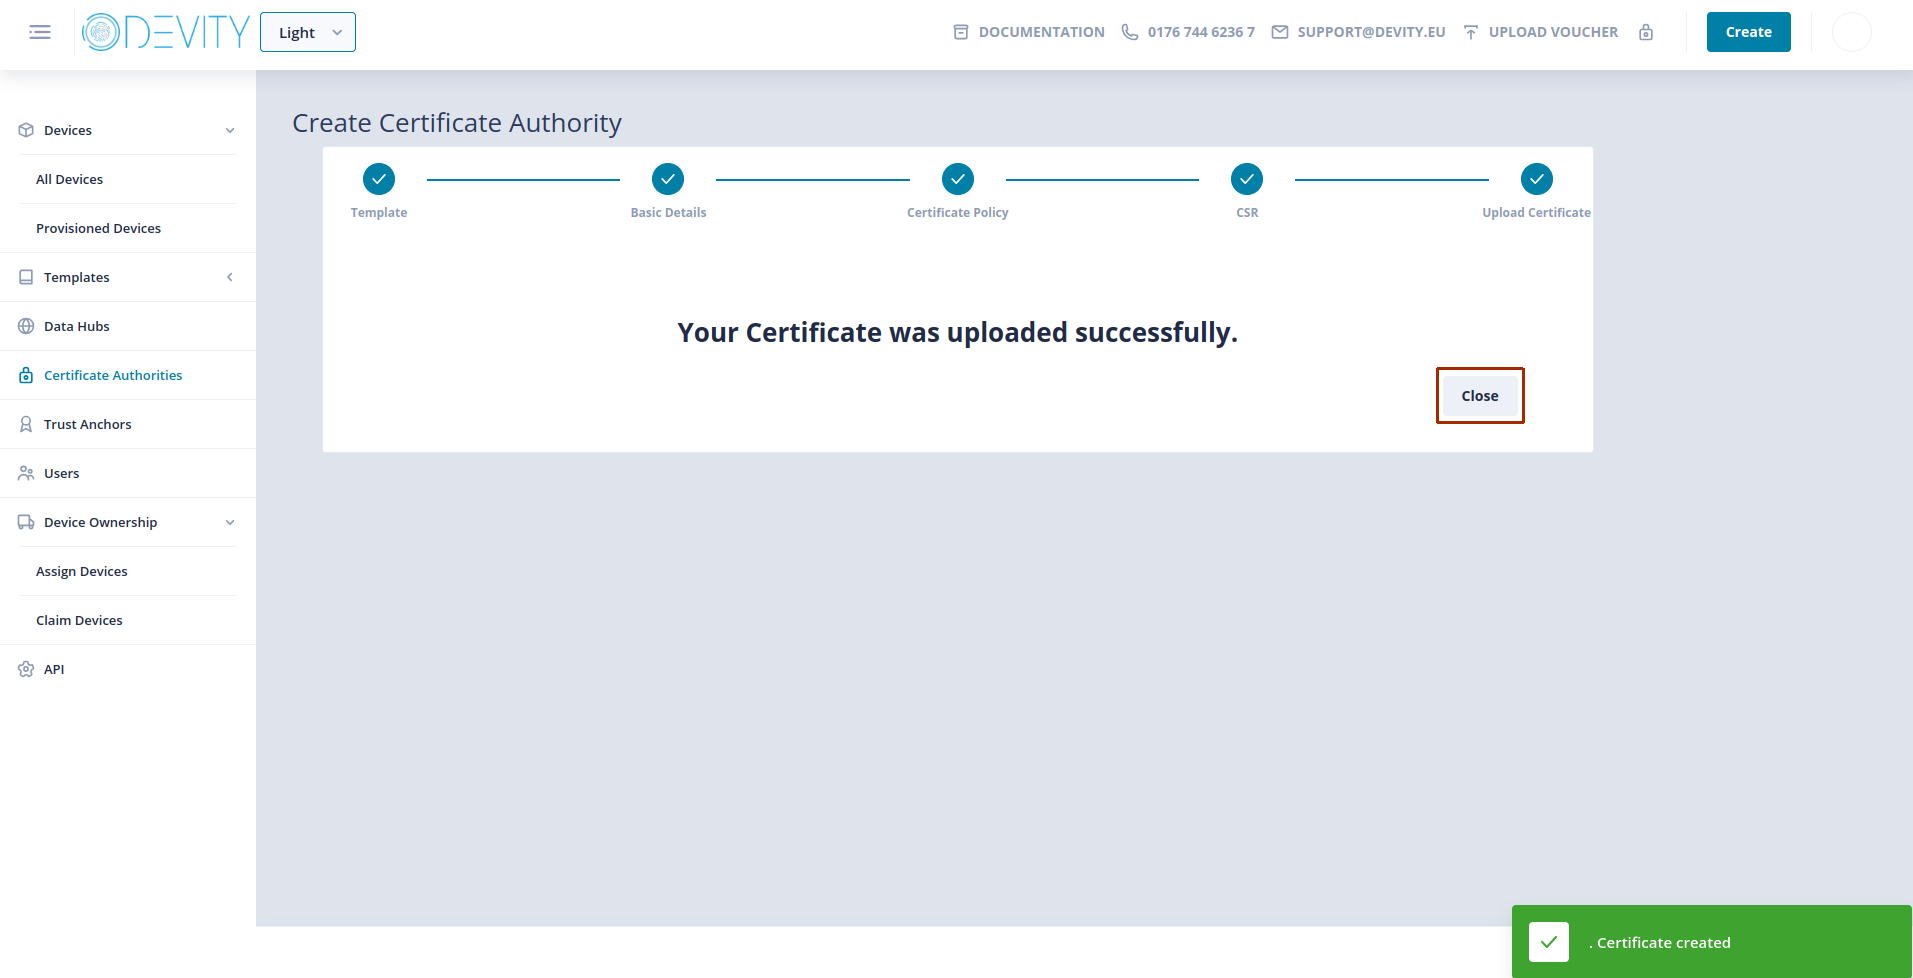 DEVITY
Light
DOCUMENTATION
0176 744 6236 7
SUPPORT@DEVITY.EU
UPLOAD VOUCHER
Create
Devices
All Devices
Provisioned Devices
Templates
Data Hubs
Certificate Authorities
Trust Anchors
Users
Device Ownership
Assign Devices
Claim Devices
API
Create Certificate Authority
Template
Basic Details
Certificate Policy
CSR
Upload Certificate
Your Certificate was uploaded successfully.
Close
. Certificate created